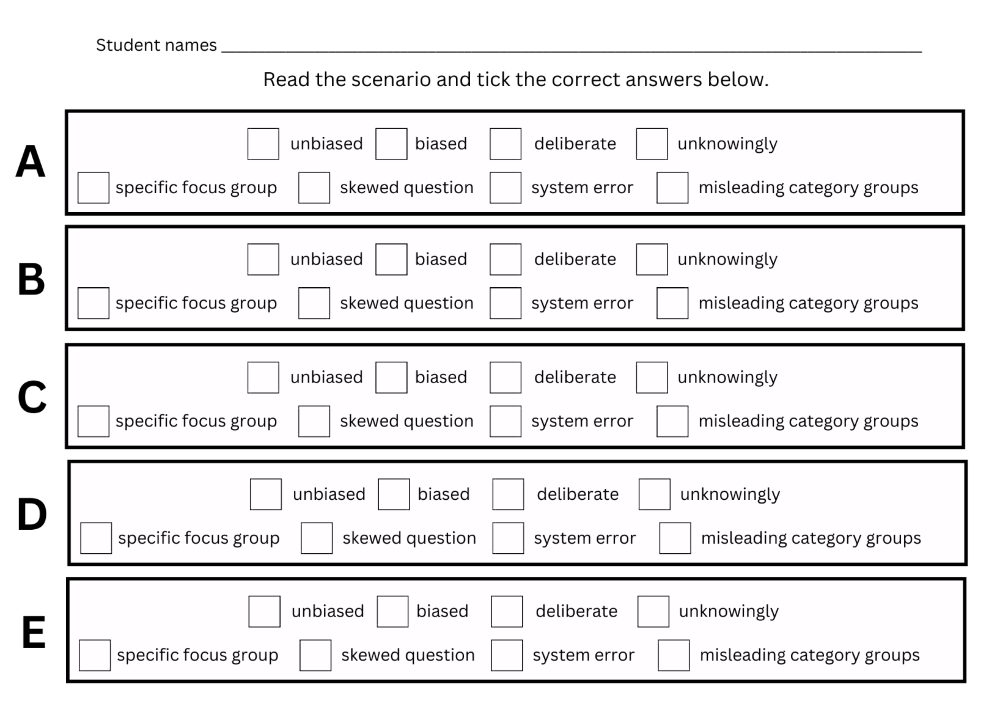 Student names ______________________________________________________________________________
Read the scenario and tick the correct answers below.
A
unbiased biased deliberate unknowingly
specific focus group skewed question system error misleading category groups
B
unbiased biased deliberate unknowingly
specific focus group skewed question system error misleading category groups
C
unbiased biased deliberate unknowingly
specific focus group skewed question system error misleading category groups
D
unbiased biased deliberate unknowingly
specific focus group skewed question system error misleading category groups
E
unbiased biased deliberate unknowingly
specific focus group skewed question system error misleading category groups